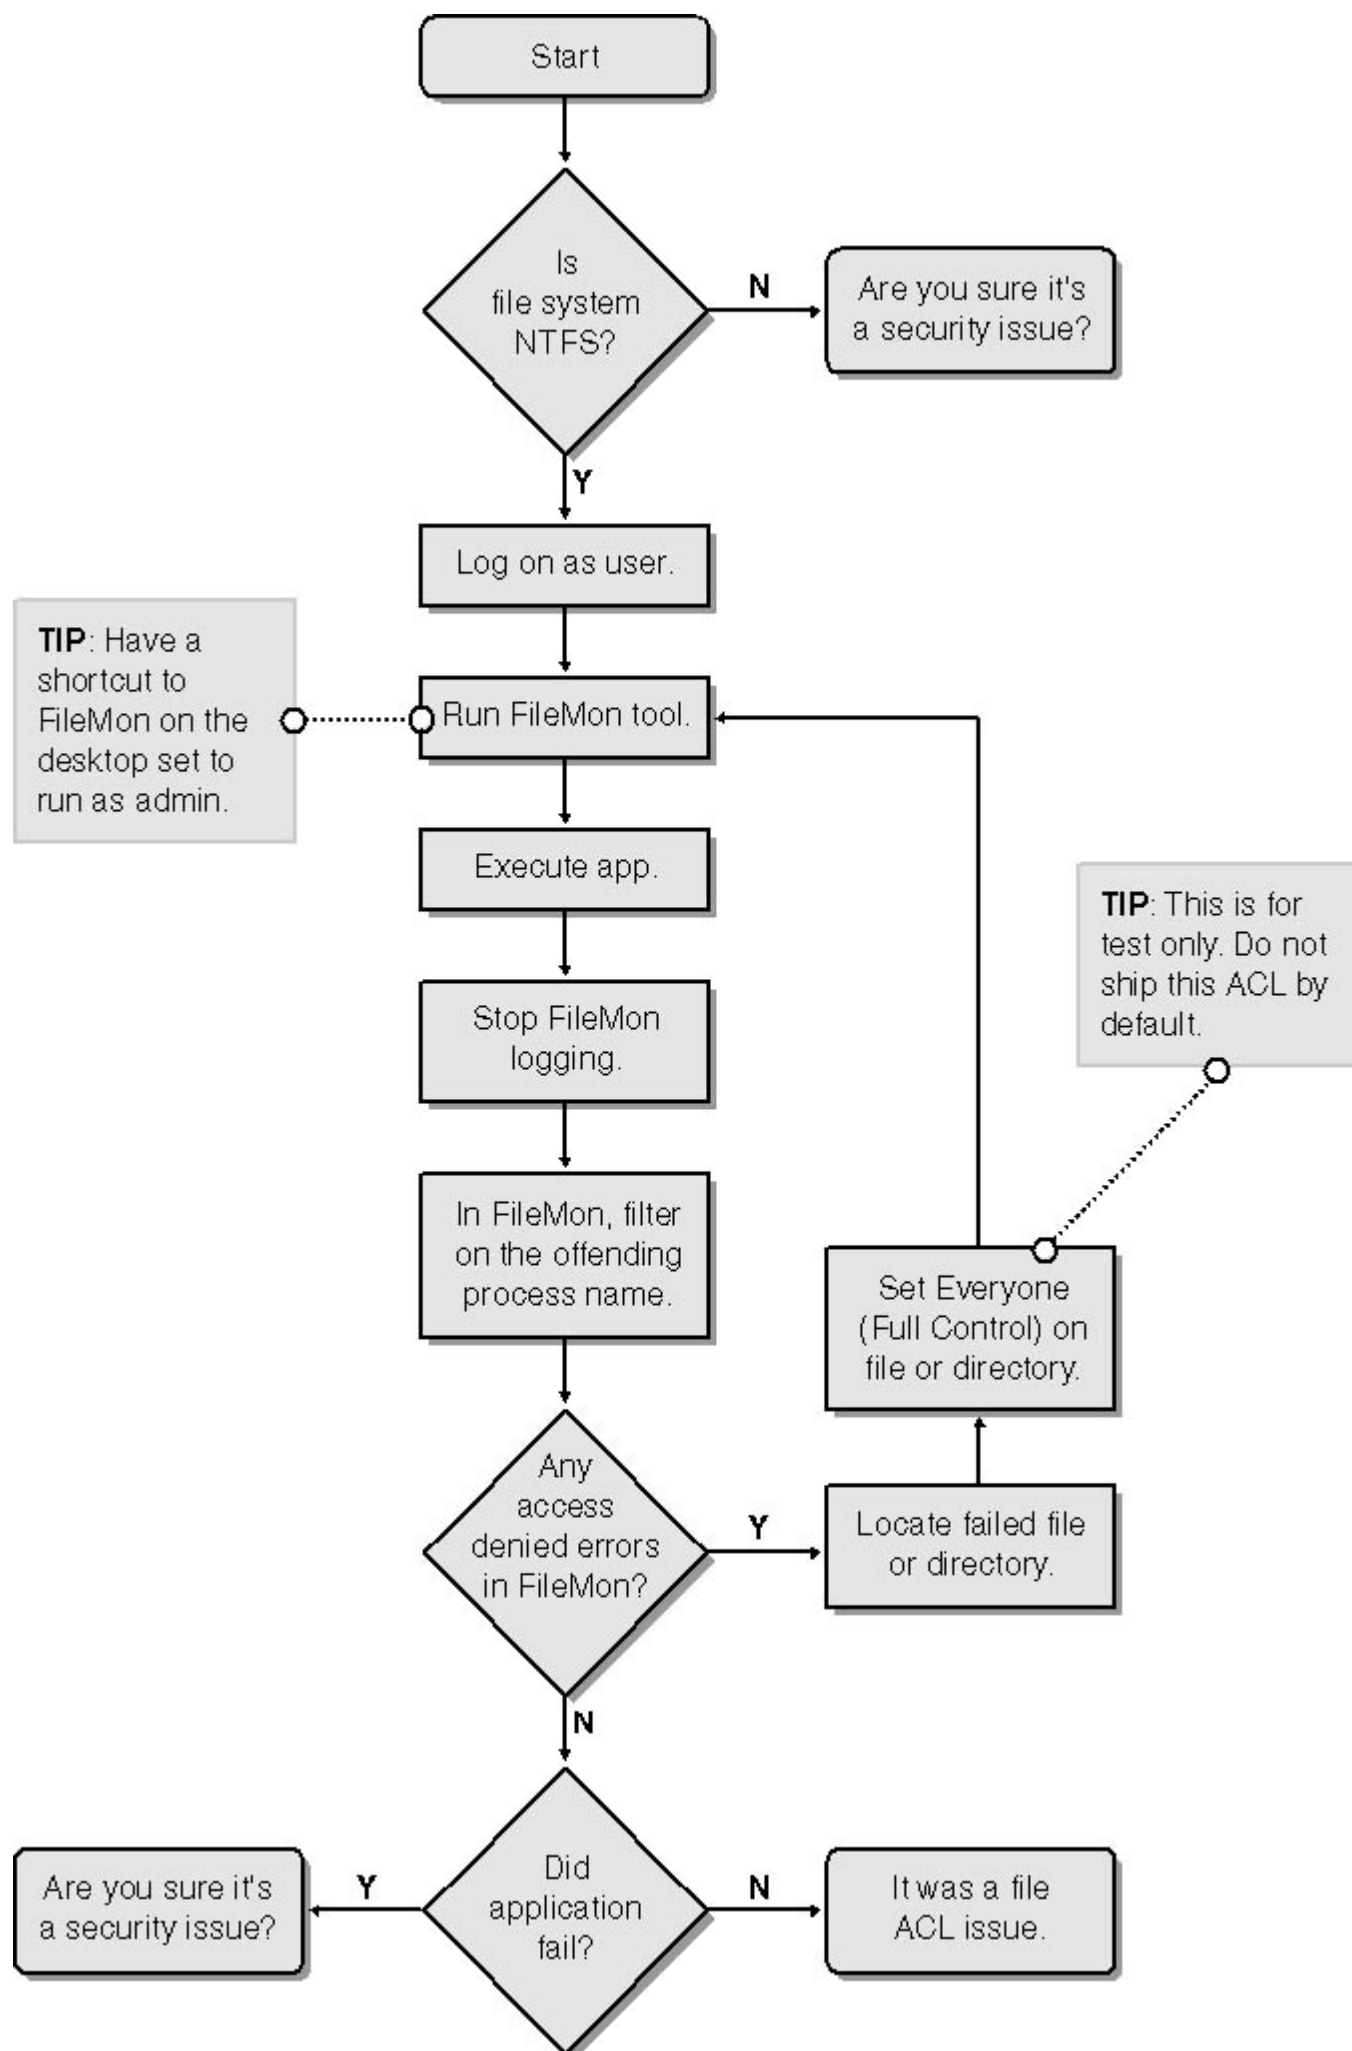 Start
Is
file system
NTFS?
N
Are you sure it's
a security issue?
Y
Log on as user.
TIP: Have a
shortcut to
FileMon on the
desktop set to
run as admin.
Run FileMon tool.
Execute app.
TIP: This is for
test only. Do not
ship this ACL by
default.
Stop FileMon
logging.
In FileMon, filter
on the offending
process name.
Set Everyone
(Full Control) on
file or directory.
Any
access
denied errors
in FileMon?
Y
Locate failed file
or directory.
N
Are you sure it's
a security issue?
Y
Did
application
fail?
N
It was a file
ACL issue.